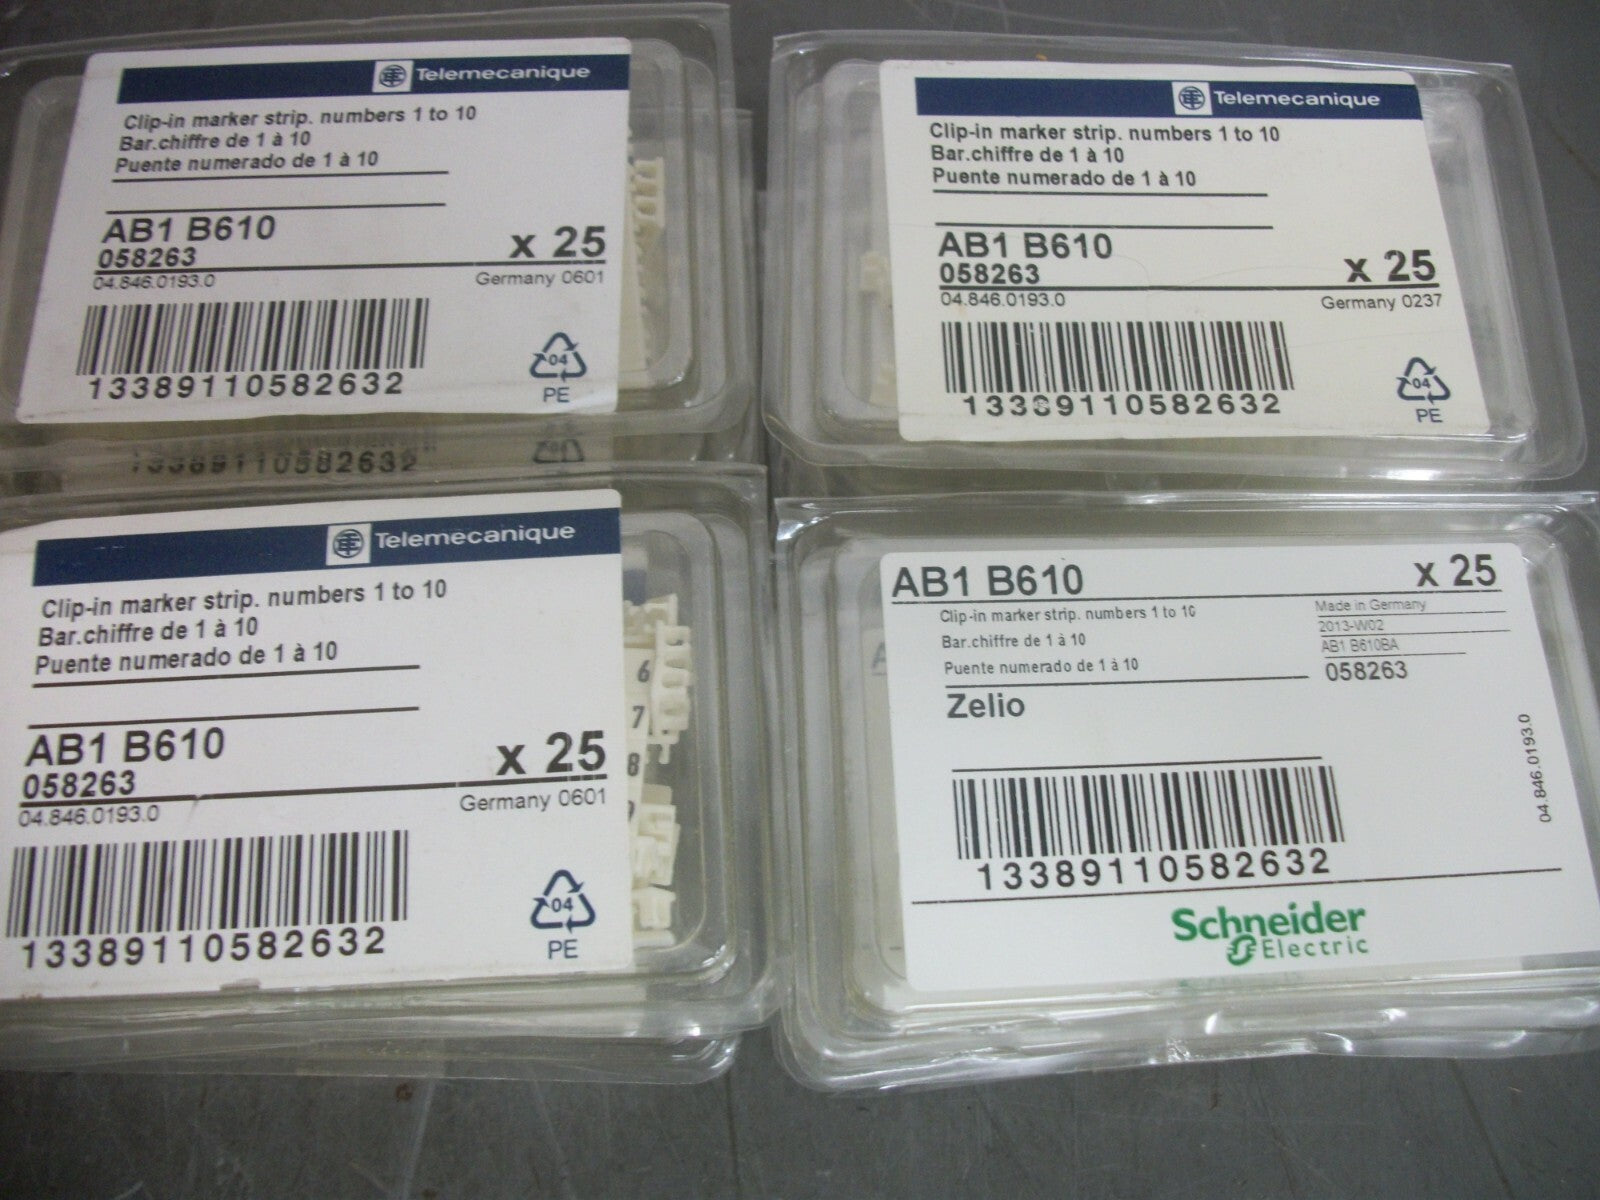 Telemecanique
Clip-in marker strip. numbers 1 to 10
Bar.chiffre de 1 à 10
Puente numerado de 1 à 10
AB1 B610
058263
x 25
04.846.0193.0
Germany 0601
13389110582632
04
PE
13389110582632
Telemecanique
Clip-in marker strip. numbers 1 to 10
Bar.chiffre de 1 à 10
Puente numerado de 1 à 10
AB1 B610
058263
x 25
04.846.0193.0
Germany 0237
13389110582632
04
PE
Telemecanique
Clip-in marker strip. numbers 1 to 10
Bar.chiffre de 1 à 10
Puente numerado de 1 à 10
AB1 B610
058263
x 25
04.846.0193.0
Germany 0601
13389110582632
04
PE
6
7
8
9
AB1 B610
x 25
Clip-in marker strip. numbers 1 to 10
Bar.chiffre de 1 à 10
Puente numerado de 1 à 10
Made in Germany
2013-W02
AB1 B610BA
058263
Zelio
04.846.0193.0
13389110582632
Schneider
Electric